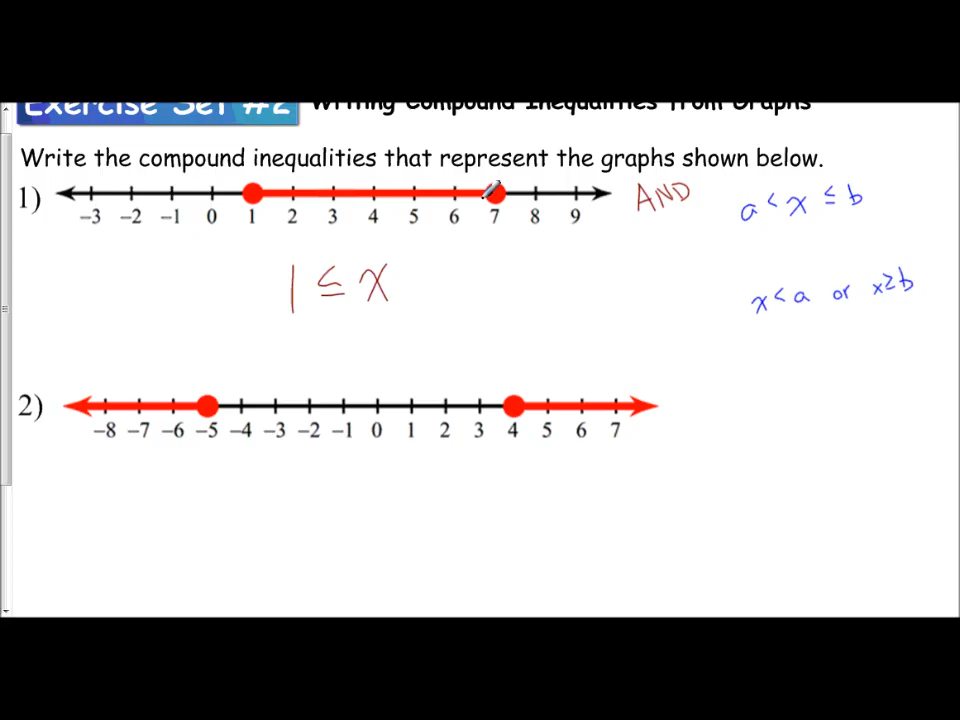 Exercise Set #2 Writing Compound Inequalities from Graphs
Write the compound inequalities that represent the graphs shown below.
1) –3 –2 –1 0 1 2 3 4 5 6 7 8 9 AND a < x ≤ b
1 ≤ x
x < a or x ≥ b
2) –8 –7 –6 –5 –4 –3 –2 –1 0 1 2 3 4 5 6 7